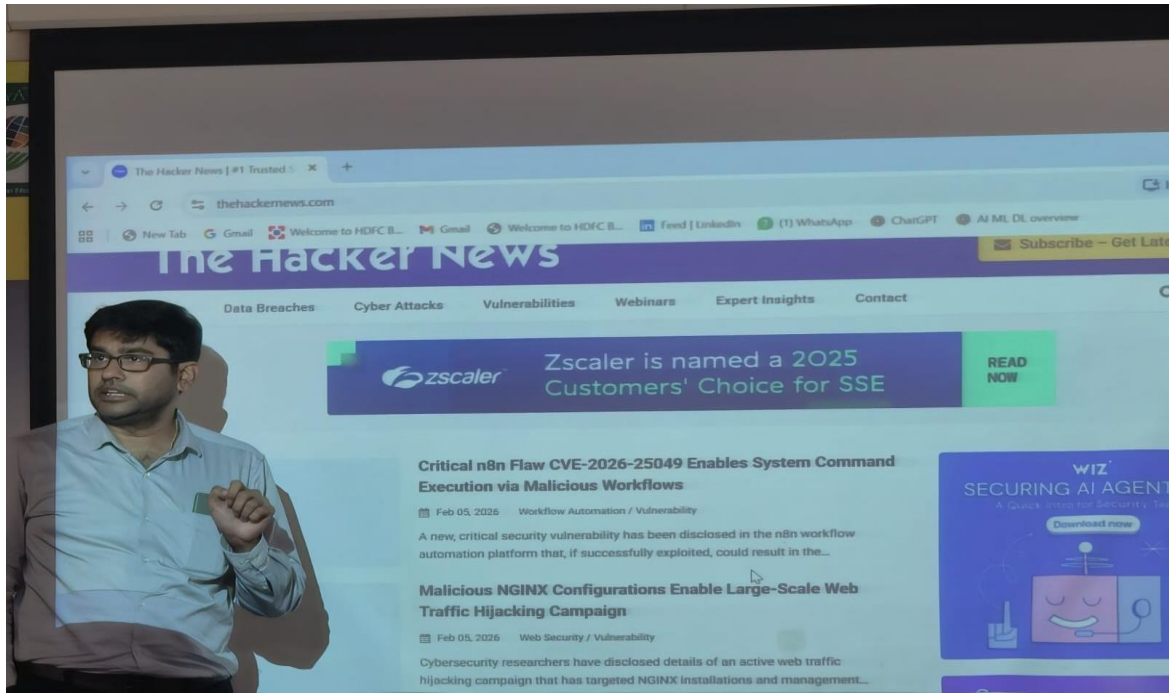 The Hacker News | #1 Trusted
thehackernews.com
New Tab Gmail Welcome to HDFC B... Gmail Welcome to HDFC B... Feed | LinkedIn (1) WhatsApp ChatGPT AI ML DL overview
The Hacker News
Subscribe – Get Late
Data Breaches Cyber Attacks Vulnerabilities Webinars Expert Insights Contact
zscaler
Zscaler is named a 2025
Customers' Choice for SSE
READ
NOW
Critical n8n Flaw CVE-2026-25049 Enables System Command
Execution via Malicious Workflows
Feb 05, 2026 Workflow Automation / Vulnerability
A new, critical security vulnerability has been disclosed in the n8n workflow
automation platform that, if successfully exploited, could result in the...
Malicious NGINX Configurations Enable Large-Scale Web
Traffic Hijacking Campaign
Feb 05, 2026 Web Security / Vulnerability
Cybersecurity researchers have disclosed details of an active web traffic
hijacking campaign that has targeted NGINX installations and management...
WIZ
SECURING AI AGENT
A Quick Intro for Security
Download now